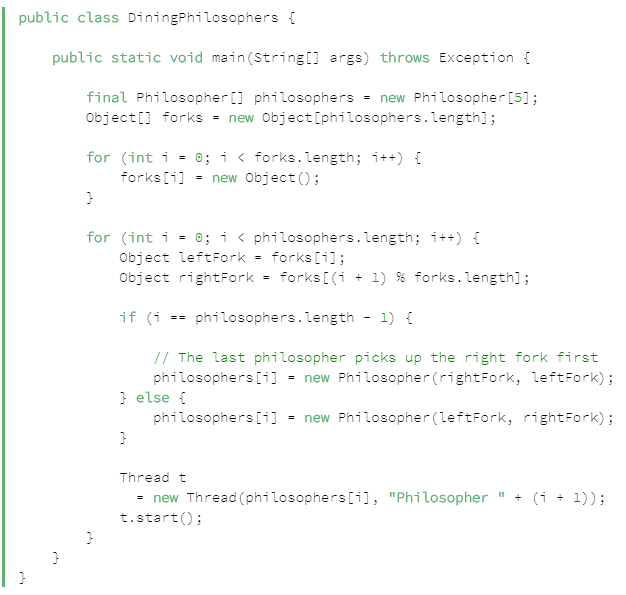 public class DiningPhilosophers {
public static void main(String[] args) throws Exception {
final Philosopher[] philosophers = new Philosopher[5];
Object[] forks = new Object[philosophers.length];
for (int i = 0; i < forks.length; i++) {
forks[i] = new Object();
}
for (int i = 0; i < philosophers.length; i++) {
Object leftFork = forks[i];
Object rightFork = forks[(i + 1) % forks.length];
if (i == philosophers.length - 1) {
// The last philosopher picks up the right fork first
philosophers[i] = new Philosopher(rightFork, leftFork);
} else {
philosophers[i] = new Philosopher(leftFork, rightFork);
}
Thread t
= new Thread(philosophers[i], "Philosopher " + (i + 1));
t.start();
}
}
}